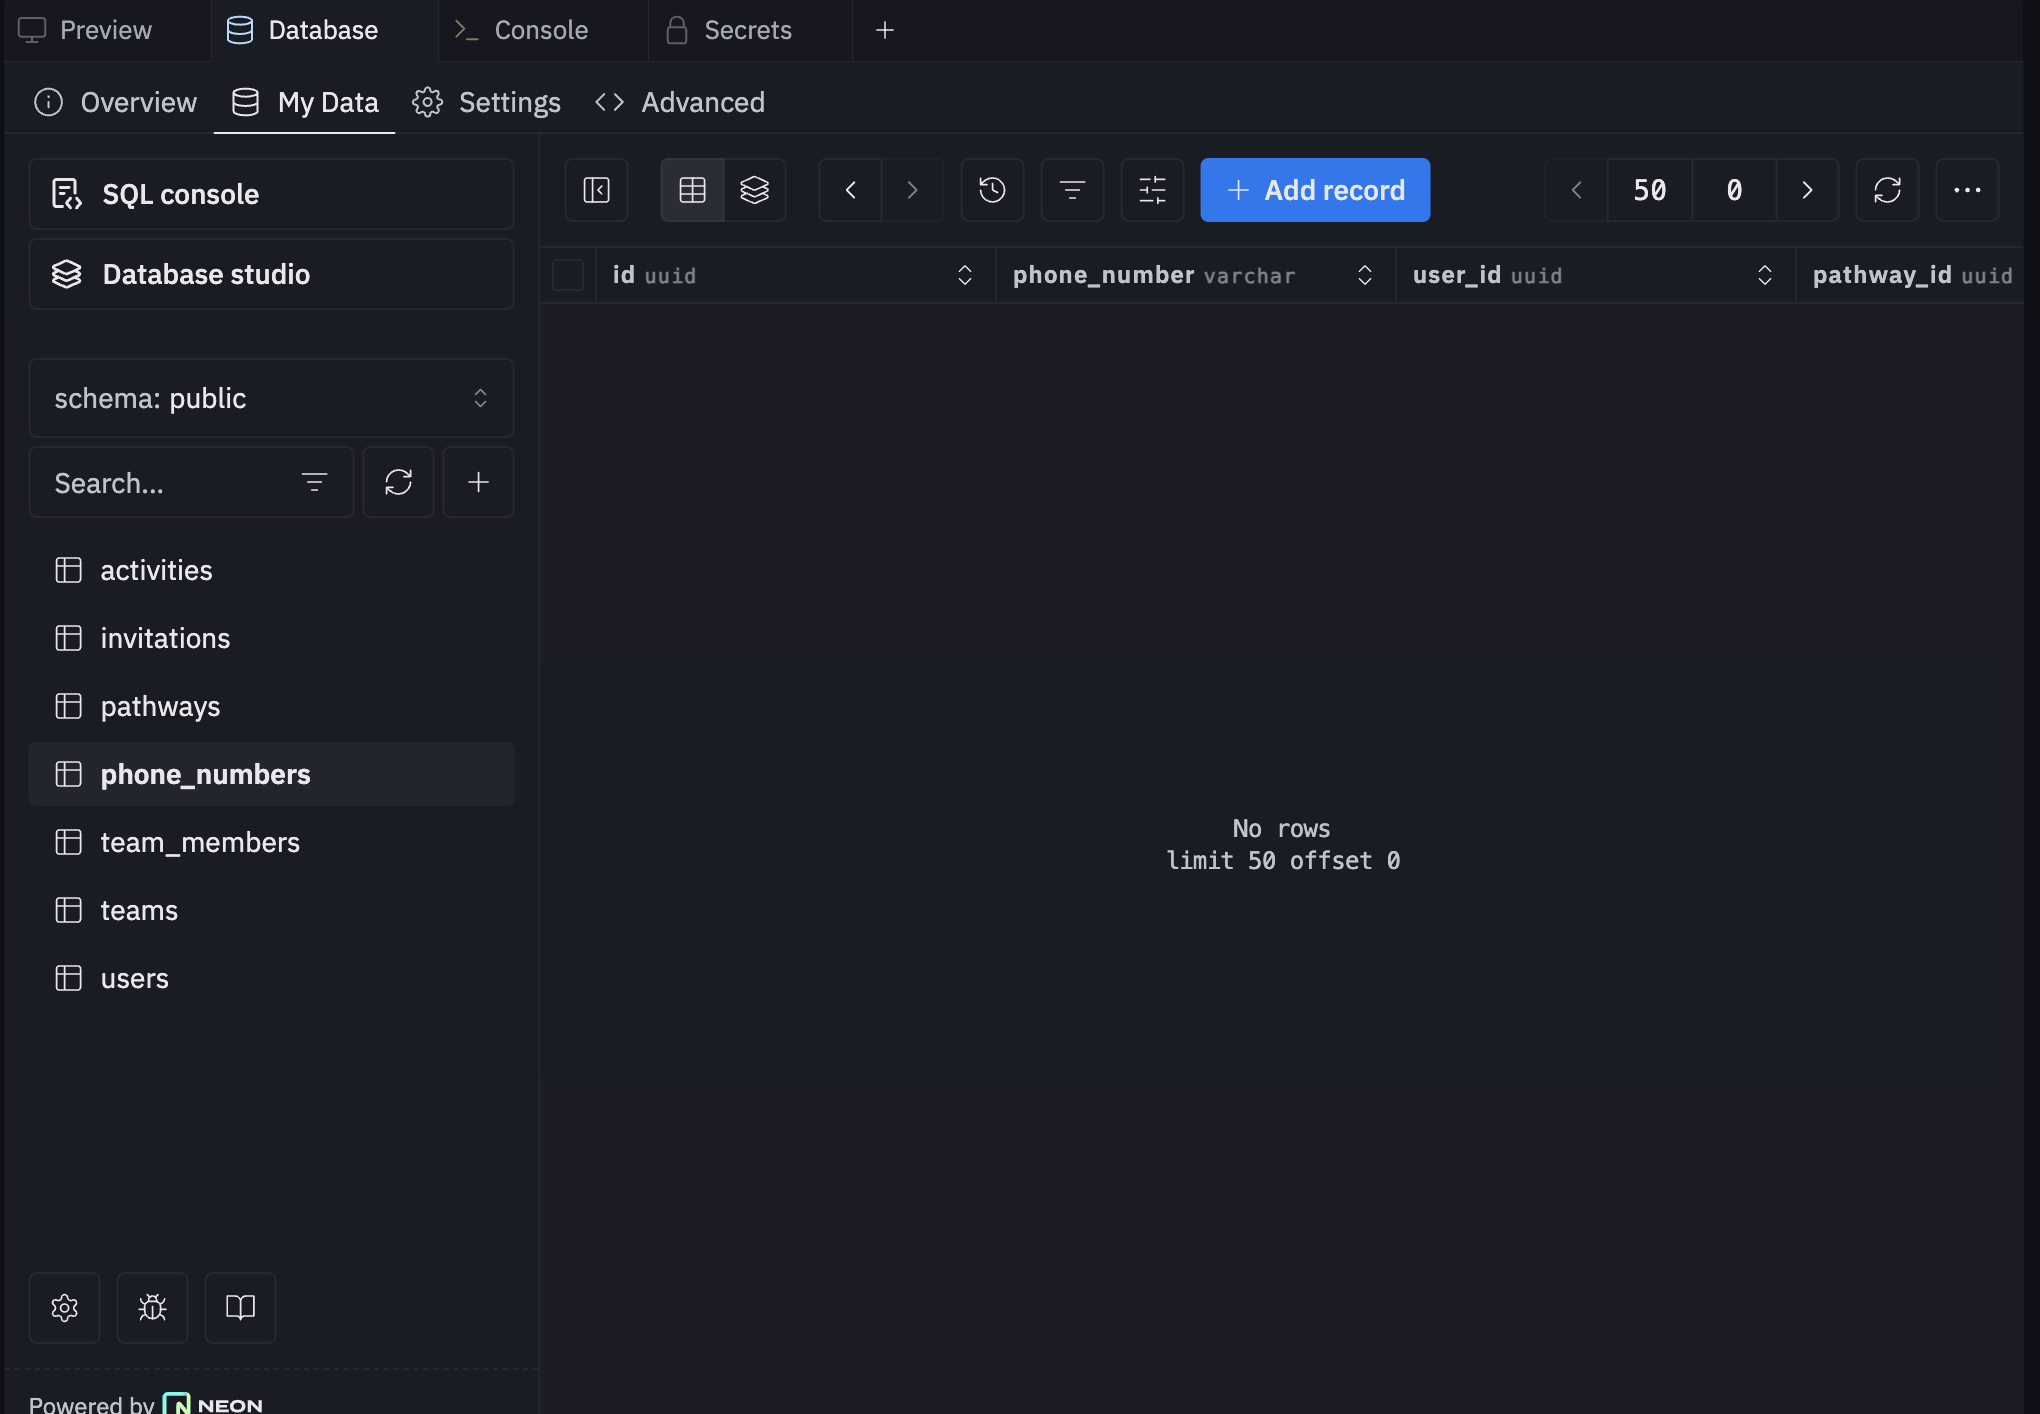 Preview
Database
Console
Secrets
Overview
My Data
Settings
Advanced
SQL console
Database studio
schema: public
Search...
activities
invitations
pathways
phone_numbers
team_members
teams
users
Powered by NEON
Add record
50
0
id uuid
phone_number varchar
user_id uuid
pathway_id uuid
No rows
limit 50 offset 0